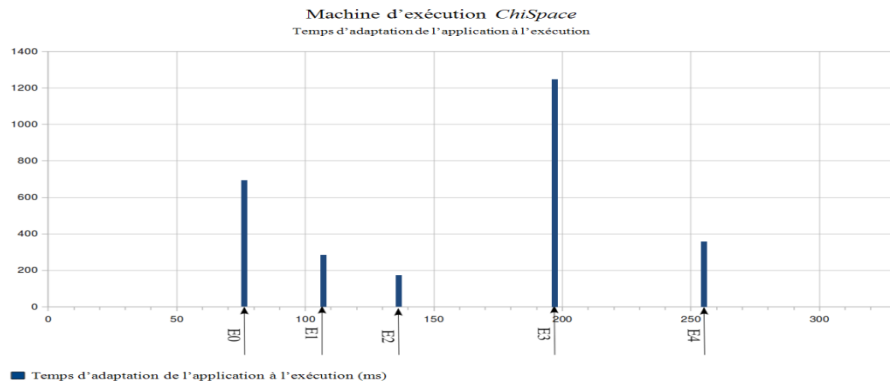 Machine d'exécution ChiSpace
Temps d'adaptation de l'application à l'exécution
1400
1200
1000
800
600
400
200
0
0 50 100 150 200 250 300
E0 E1 E2 E3 E4
Temps d'adaptation de l'application à l'exécution (ms)